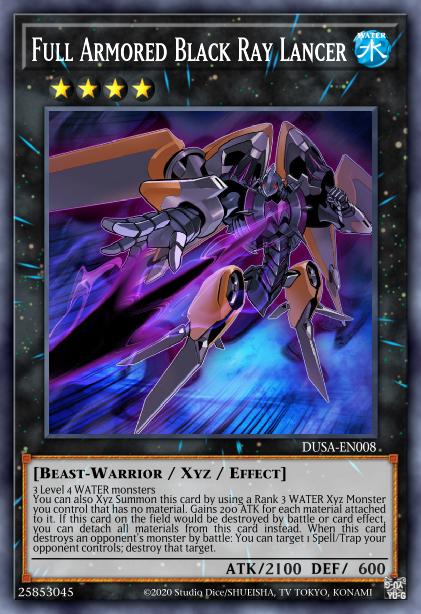 FULL ARMORED BLACK RAY LANCER
WATER
水
DUSA-EN008
[BEAST-WARRIOR / XYZ / EFFECT]
3 Level 4 WATER monsters
You can also Xyz Summon this card by using a Rank 3 WATER Xyz Monster
you control that has no material. Gains 200 ATK for each material attached
to it. If this card on the field would be destroyed by battle or card effect,
you can detach all materials from this card instead. When this card
destroys an opponent's monster by battle: You can target 1 Spell/Trap your
opponent controls; destroy that target.
ATK/2100 DEF/ 600
25853045
©2020 Studio Dice/SHUEISHA, TV TOKYO, KONAMI